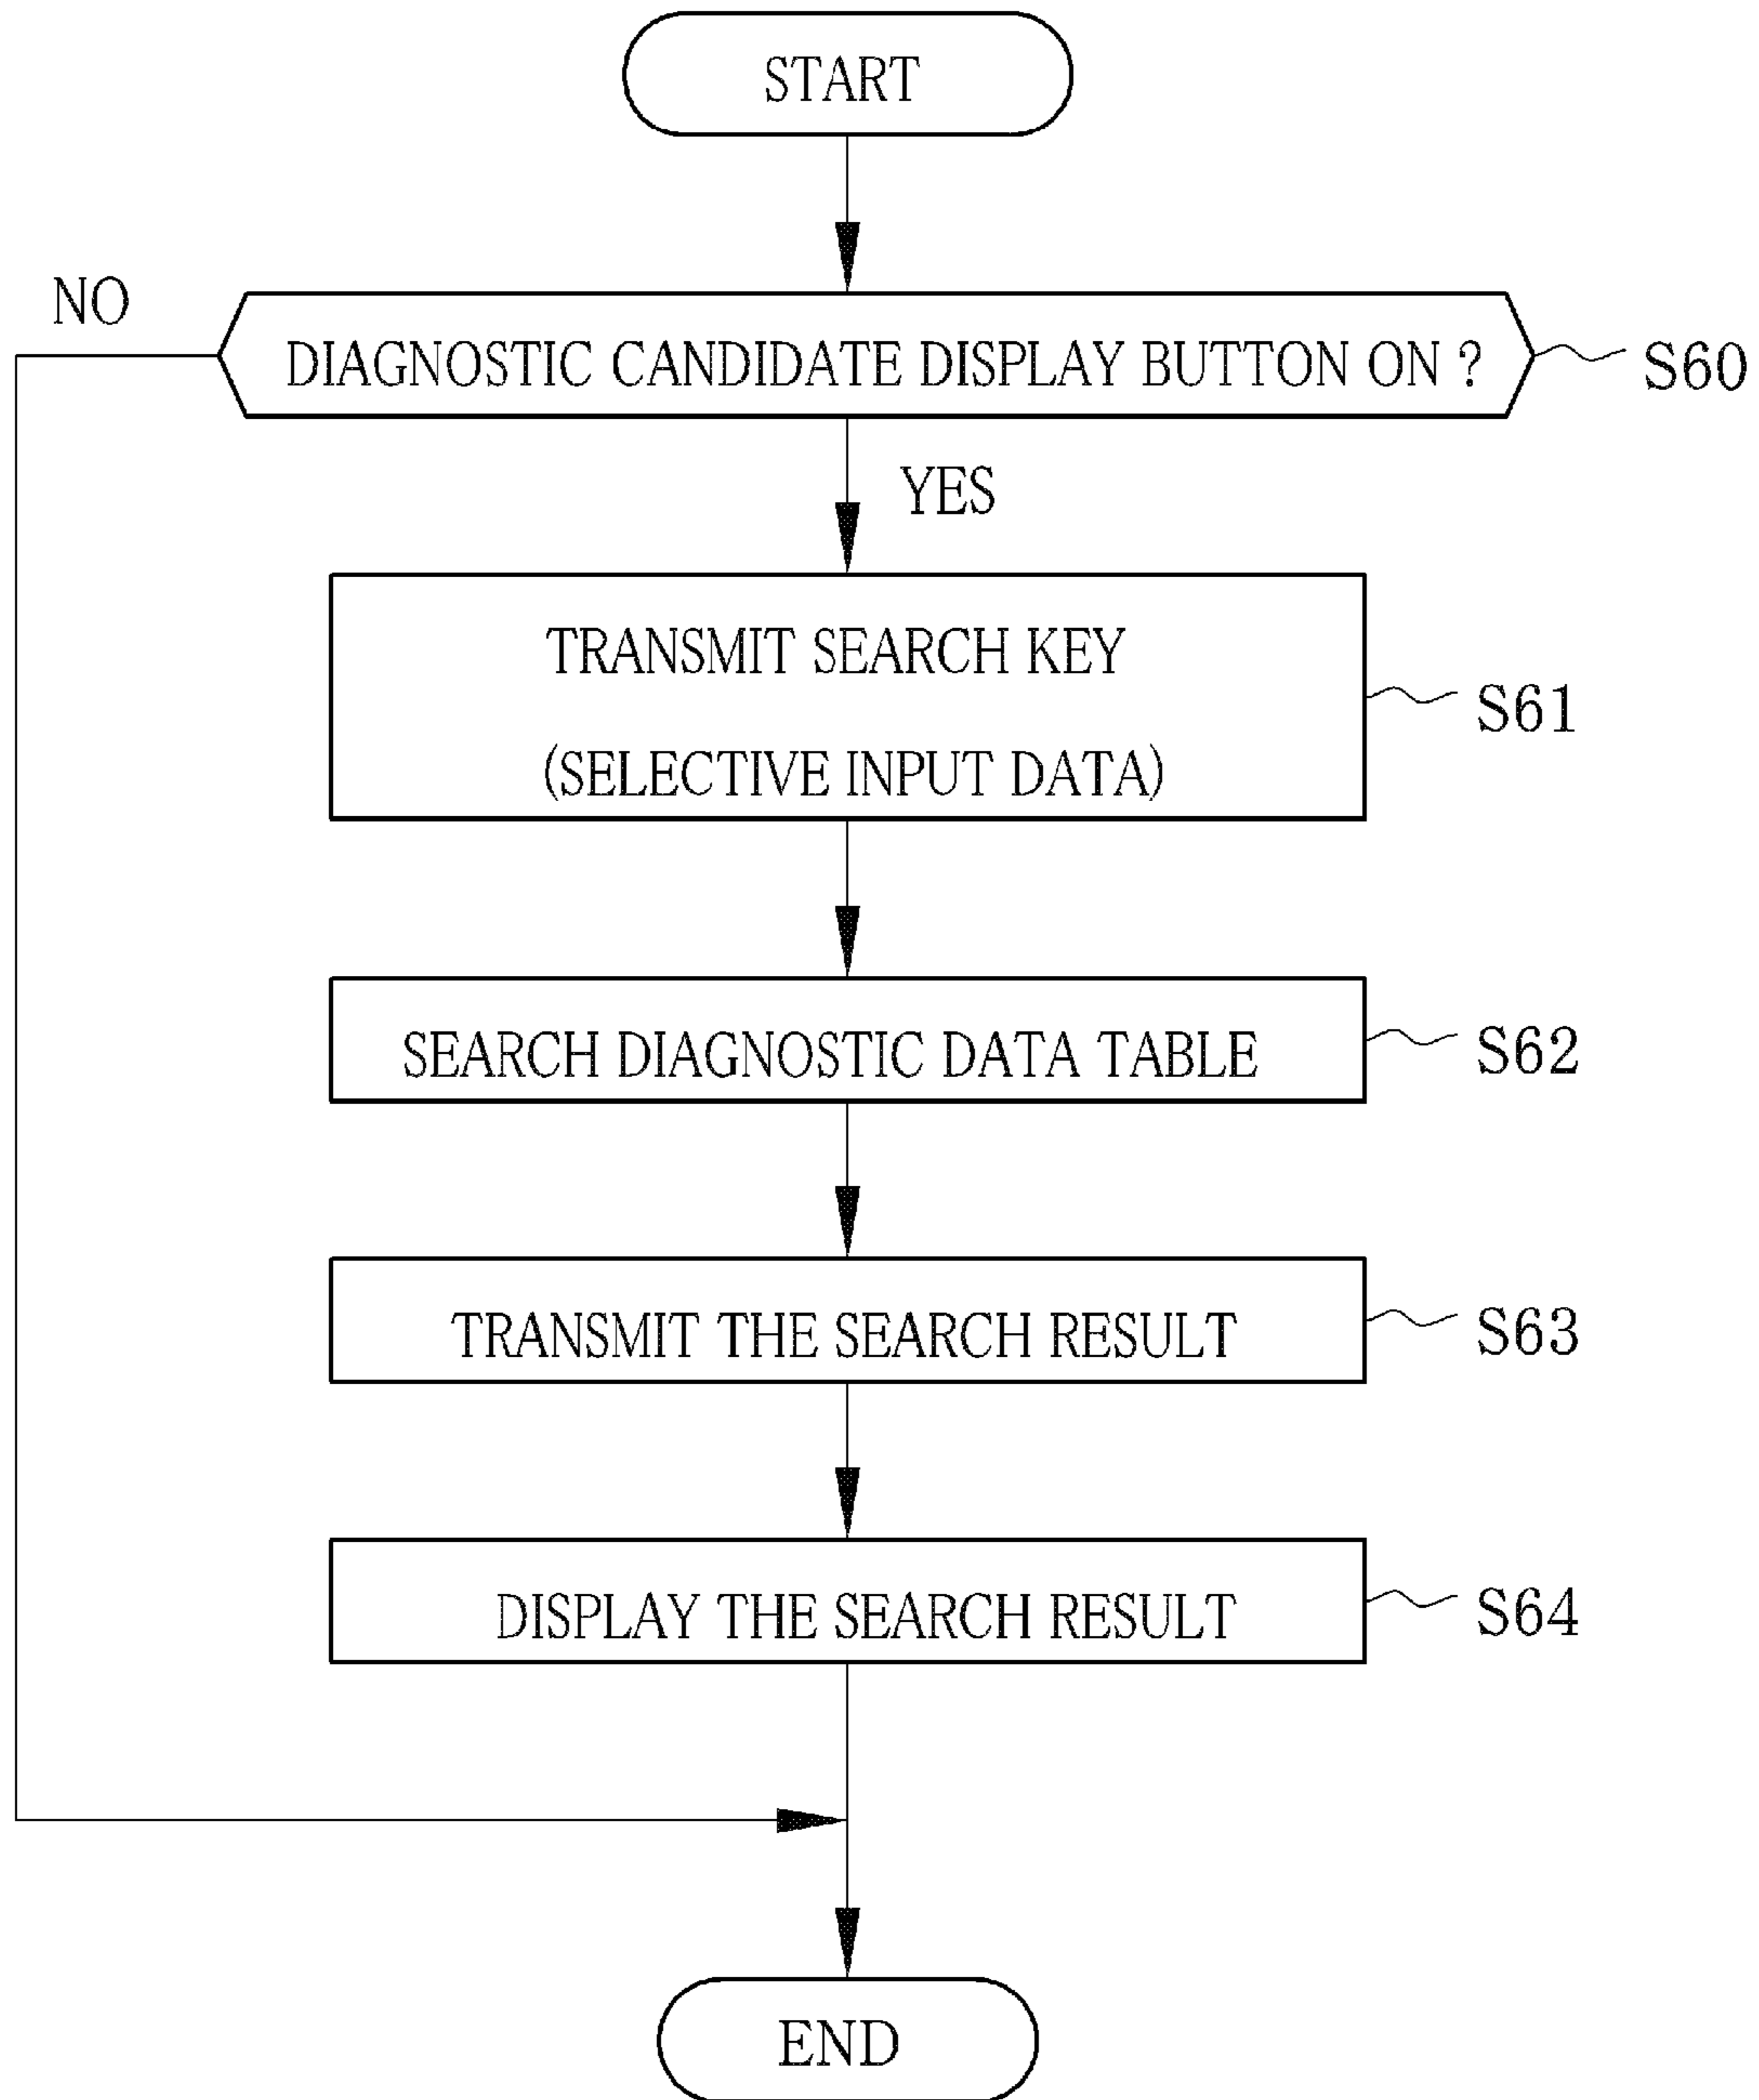 START
NO
DIAGNOSTIC CANDIDATE DISPLAY BUTTON ON ?
S60
YES
TRANSMIT SEARCH KEY
(SELECTIVE INPUT DATA)
S61
SEARCH DIAGNOSTIC DATA TABLE
S62
TRANSMIT THE SEARCH RESULT
S63
DISPLAY THE SEARCH RESULT
S64
END